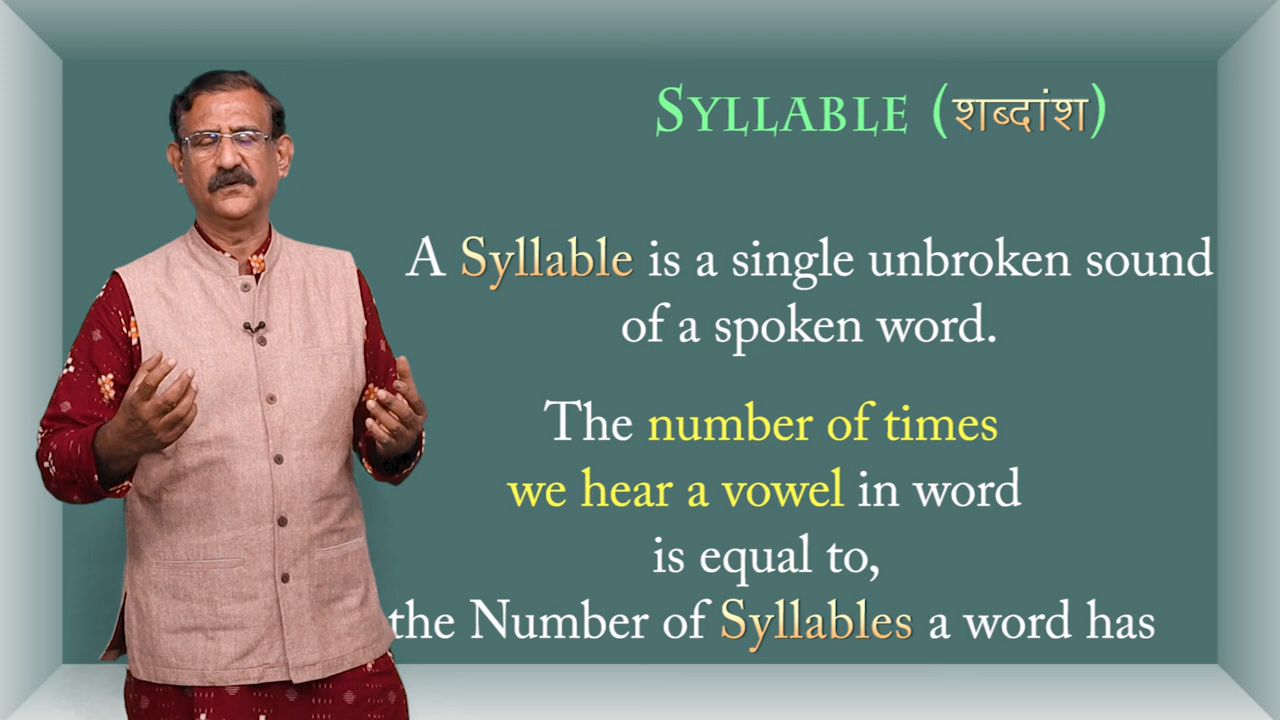 SYLLABLE (शब्दांश)
A Syllable is a single unbroken sound
of a spoken word.
The number of times
we hear a vowel in word
is equal to,
the Number of Syllables a word has